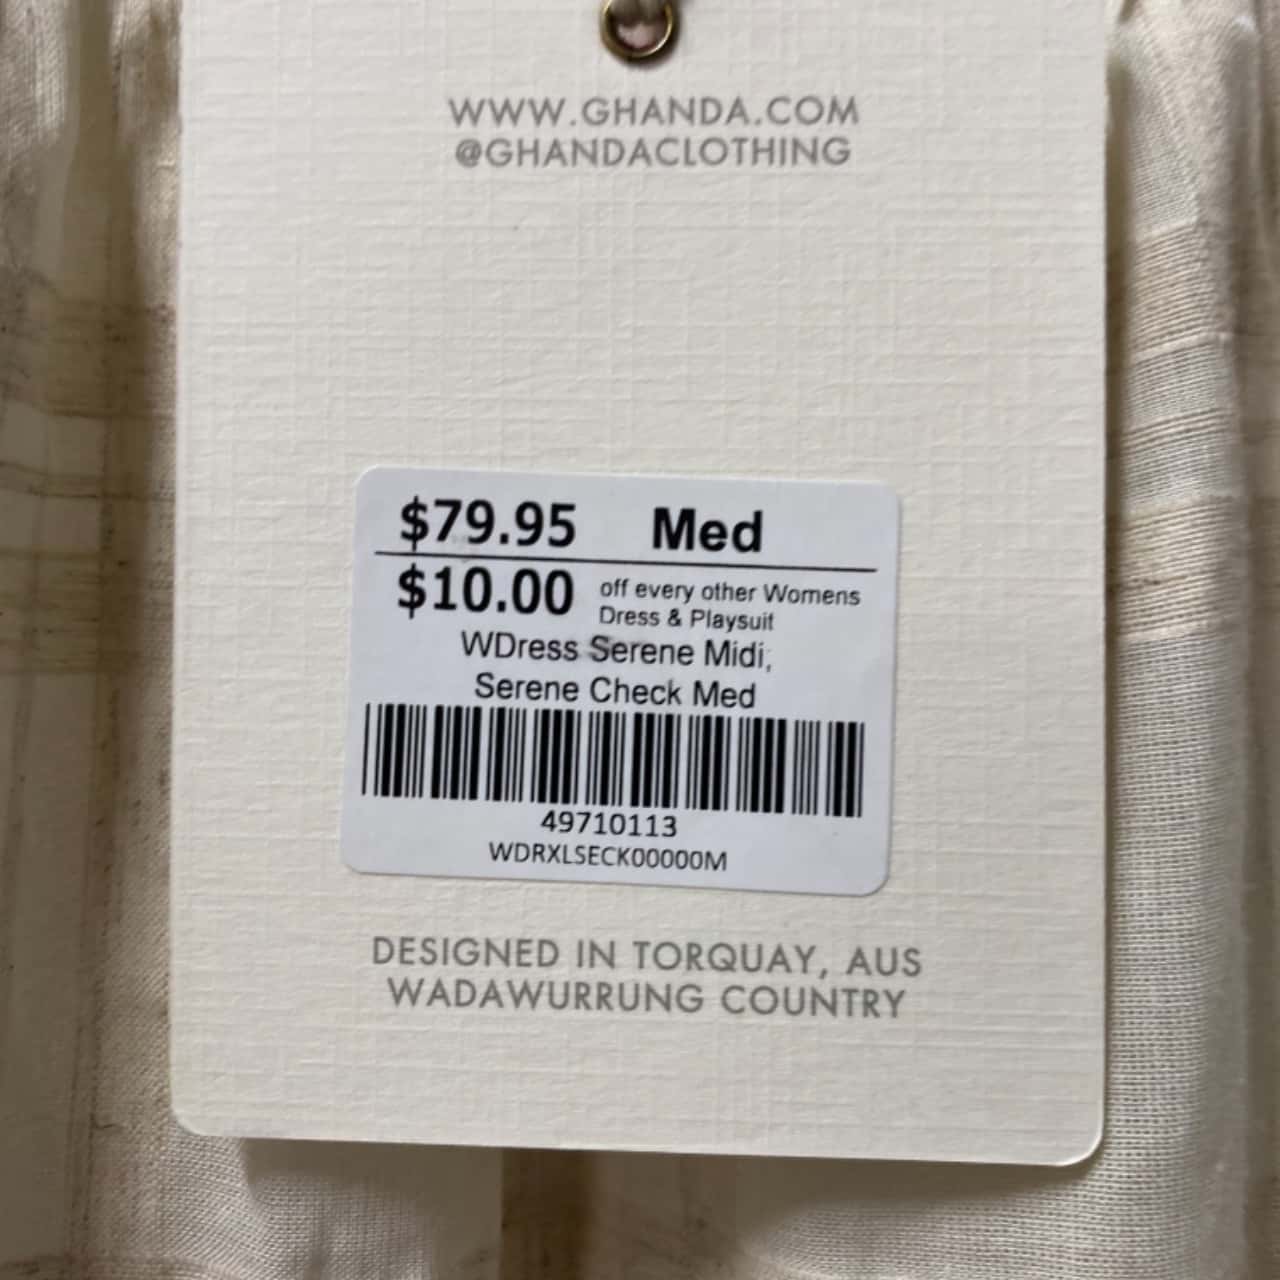 WWW.GHANDA.COM
@GHANDACLOTHING
$79.95 Med
$10.00 off every other Womens
Dress & Playsuit
WDress Serene Midi,
Serene Check Med
49710113
WDRXLSECK00000M
DESIGNED IN TORQUAY, AUS
WADAWURRUNG COUNTRY